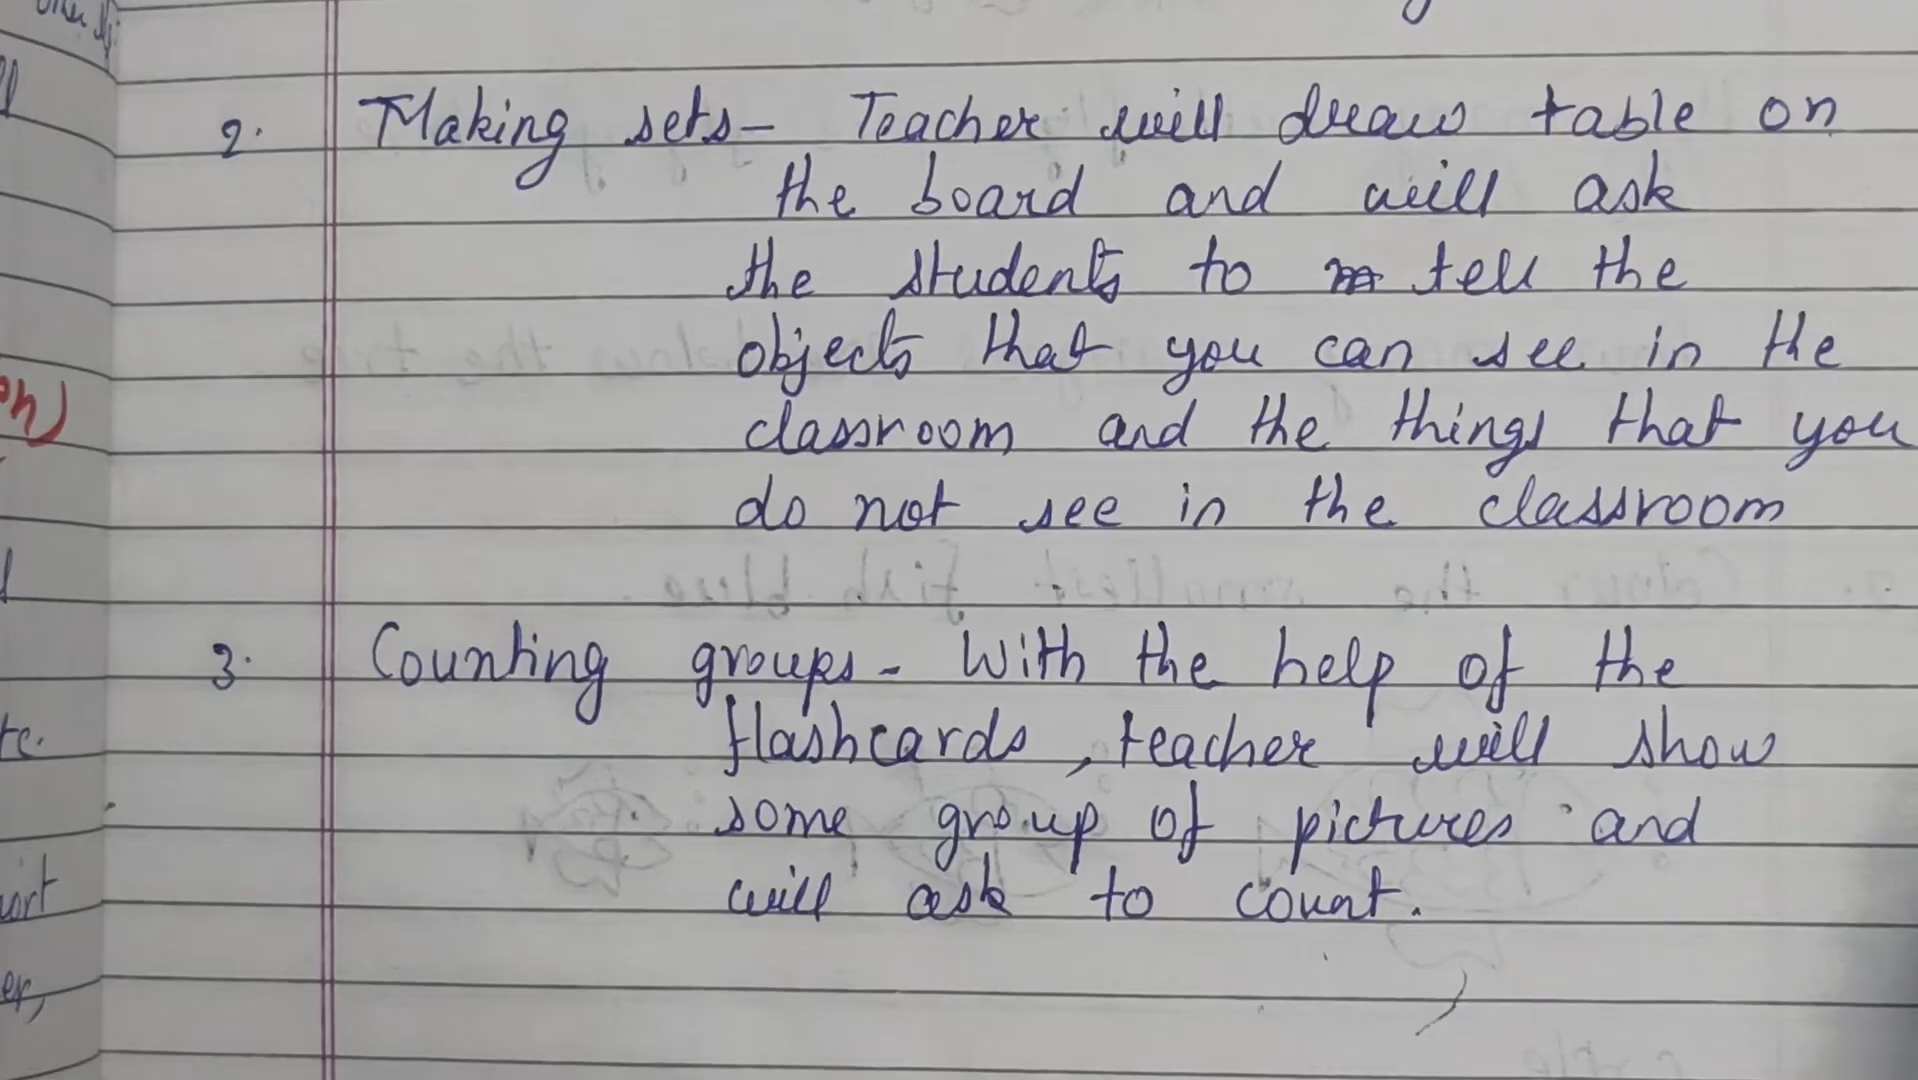 2. Making sets- Teacher will draw table on
the board and will ask
the students to tell the
objects that you can see in the
classroom and the things that you
do not see in the classroom
3. Counting groups- With the help of the
flashcards, teacher will show
some group of pictures and
will ask to count.